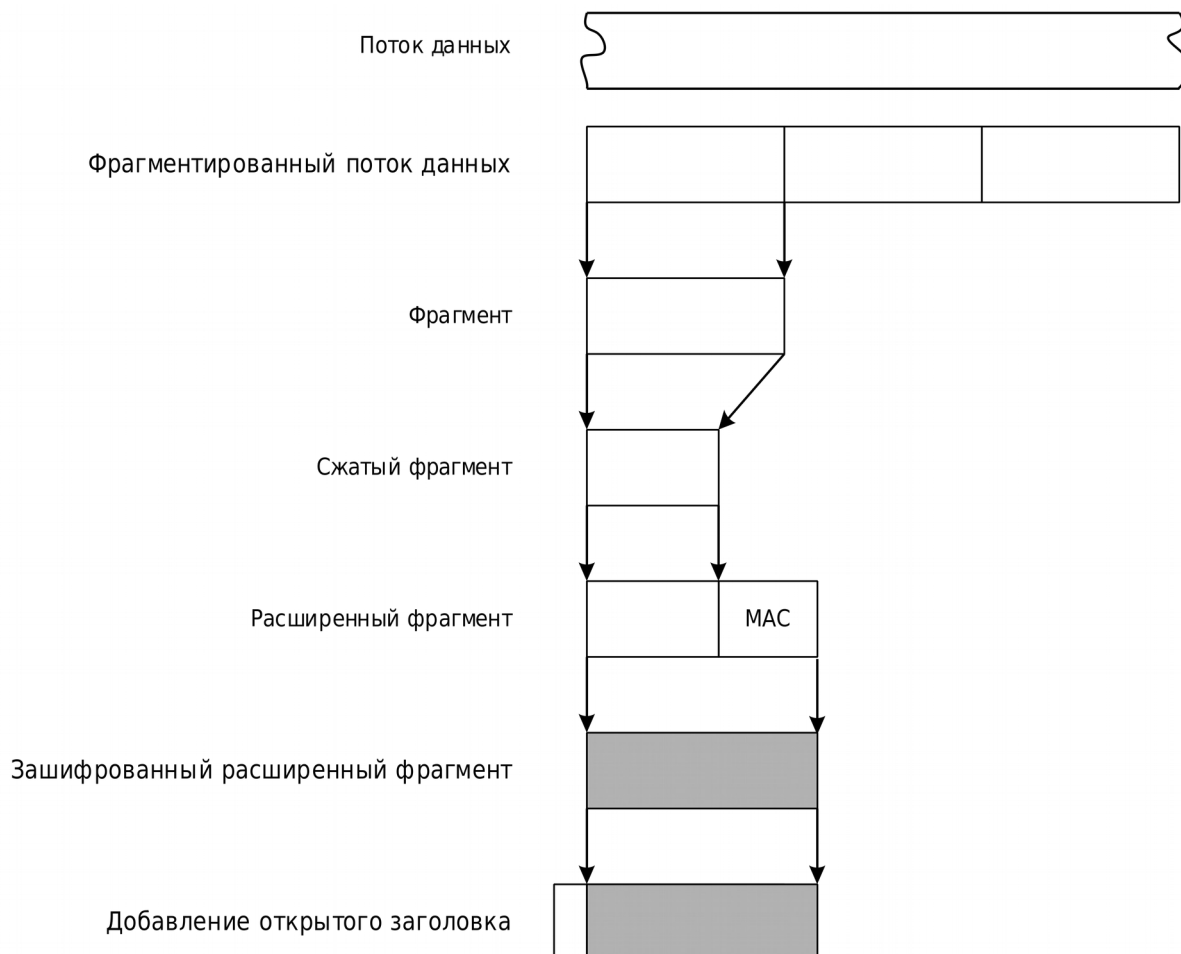 Поток данных
Фрагментированный поток данных
Фрагмент
Сжатый фрагмент
Расширенный фрагмент
MAC
Зашифрованный расширенный фрагмент
Добавление открытого заголовка